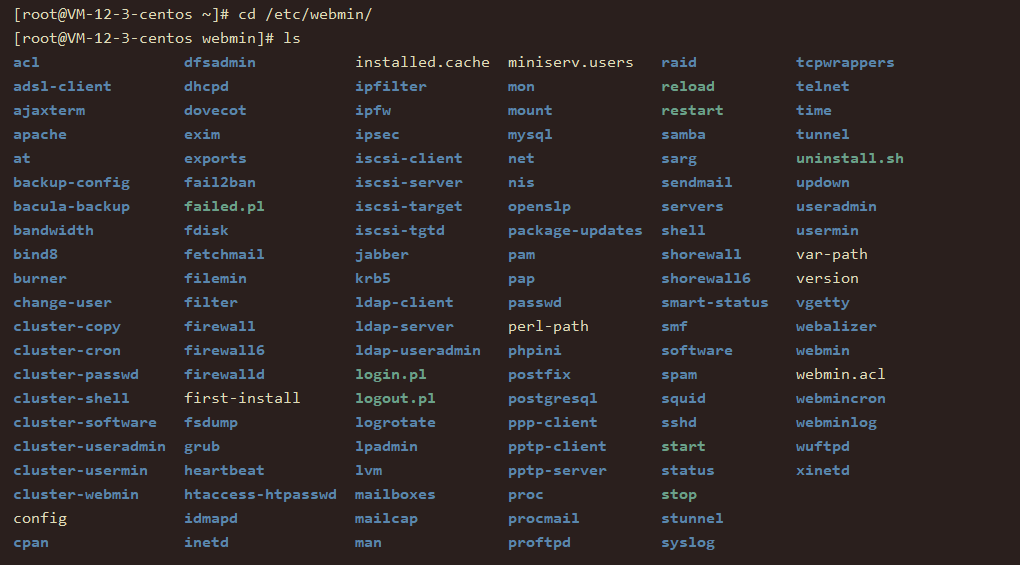 [root@VM-12-3-centos ~]# cd /etc/webmin/
[root@VM-12-3-centos webmin]# ls
acl dfsadmin installed.cache miniserv.users raid tcpwrappers
adsl-client dhcpd ipfilter mon reload telnet
ajaxterm dovecot ipfw mount restart time
apache exim ipsec mysql samba tunnel
at exports iscsi-client net sarg uninstall.sh
backup-config fail2ban iscsi-server nis sendmail updown
bacula-backup failed.pl iscsi-target openslp servers useradmin
bandwidth fdisk iscsi-tgtd package-updates shell usermin
bind8 fetchmail jabber pam shorewall var-path
burner filemin krb5 pap shorewall6 version
change-user filter ldap-client passwd smart-status vgetty
cluster-copy firewall ldap-server perl-path smf webalizer
cluster-cron firewall6 ldap-useradmin phpini software webmin
cluster-passwd firewalld login.pl postfix spam webmin.acl
cluster-shell first-install logout.pl postgresql squid webmincron
cluster-software fsdump logrotate ppp-client sshd webminlog
cluster-useradmin grub lpadmin pptp-client start wuftpd
cluster-usermin heartbeat lvm pptp-server status xinetd
cluster-webmin htaccess-htpasswd mailboxes proc stop
config idmapd mailcap procmail stunnel
cpan inetd man proftpd syslog